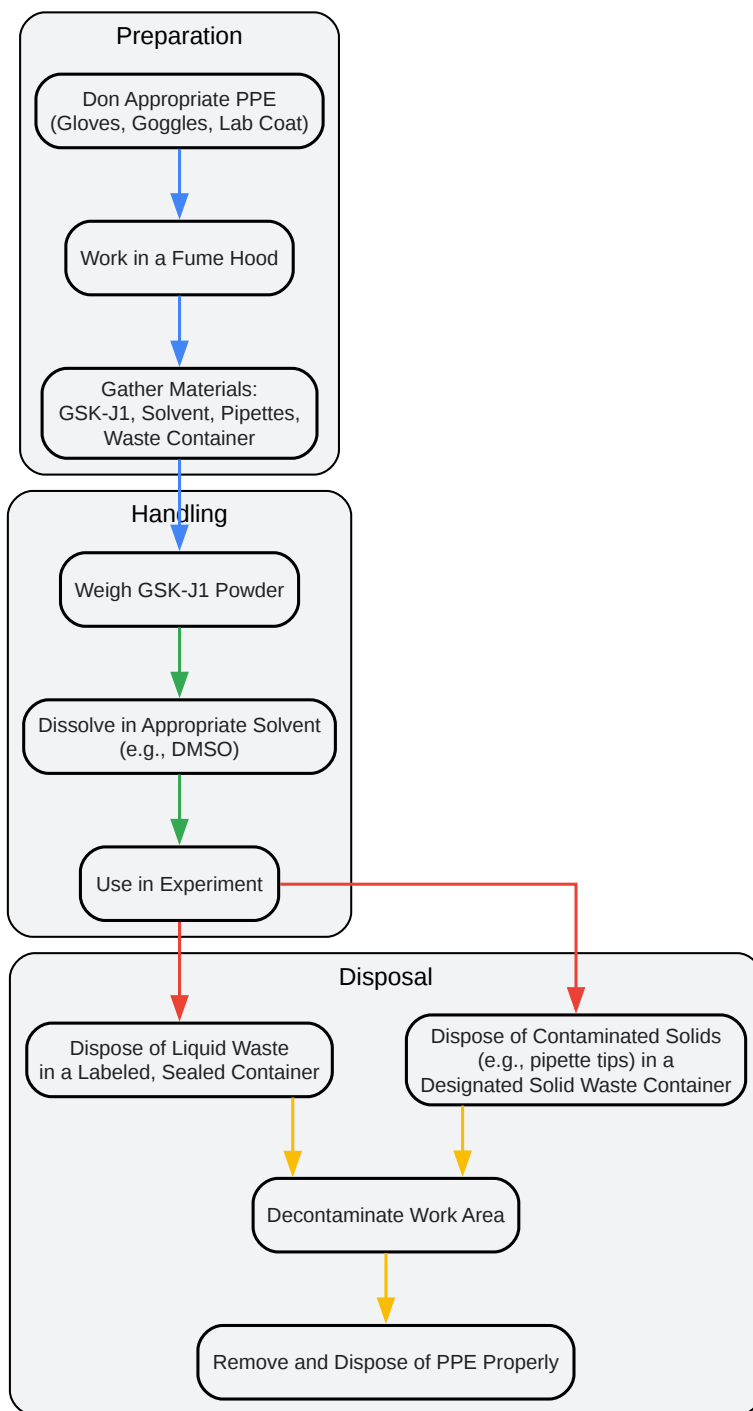 Preparation
Don Appropriate PPE
(Gloves, Goggles, Lab Coat)
Work in a Fume Hood
Gather Materials:
GSK-J1, Solvent, Pipettes,
Waste Container
Handling
Weigh GSK-J1 Powder
Dissolve in Appropriate Solvent
(e.g., DMSO)
Use in Experiment
Disposal
Dispose of Liquid Waste
in a Labeled, Sealed Container
Dispose of Contaminated Solids
(e.g., pipette tips) in a
Designated Solid Waste Container
Decontaminate Work Area
Remove and Dispose of PPE Properly